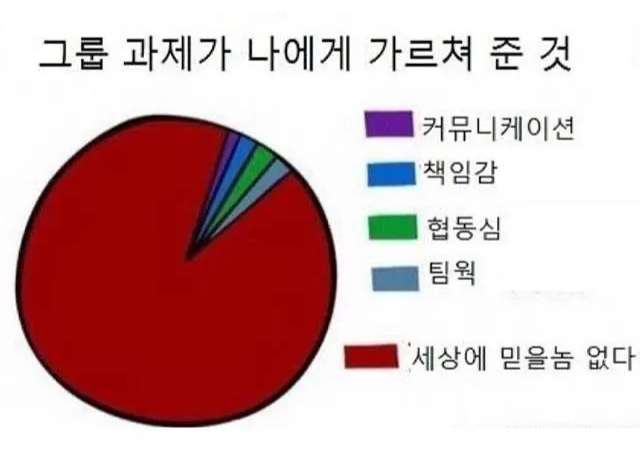 그룹 과제가 나에게 가르쳐 준 것
커뮤니케이션
책임감
협동심
팀웍
세상에 믿을놈 없다